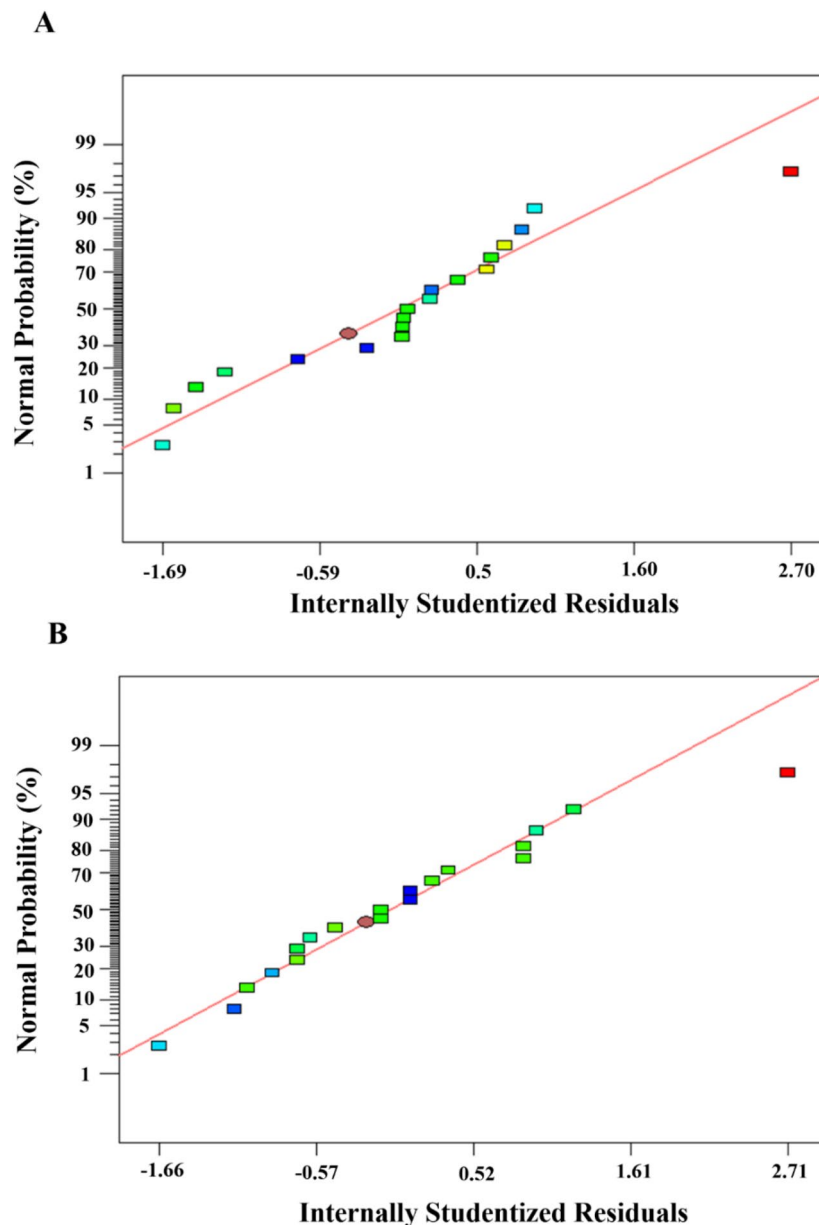 A
Normal Probability (%)
99
95
90
80
70
50
30
20
10
5
1
-1.69 -0.59 0.5 1.60 2.70
Internally Studentized Residuals
B
Normal Probability (%)
99
95
90
80
70
50
30
20
10
5
1
-1.66 -0.57 0.52 1.61 2.71
Internally Studentized Residuals